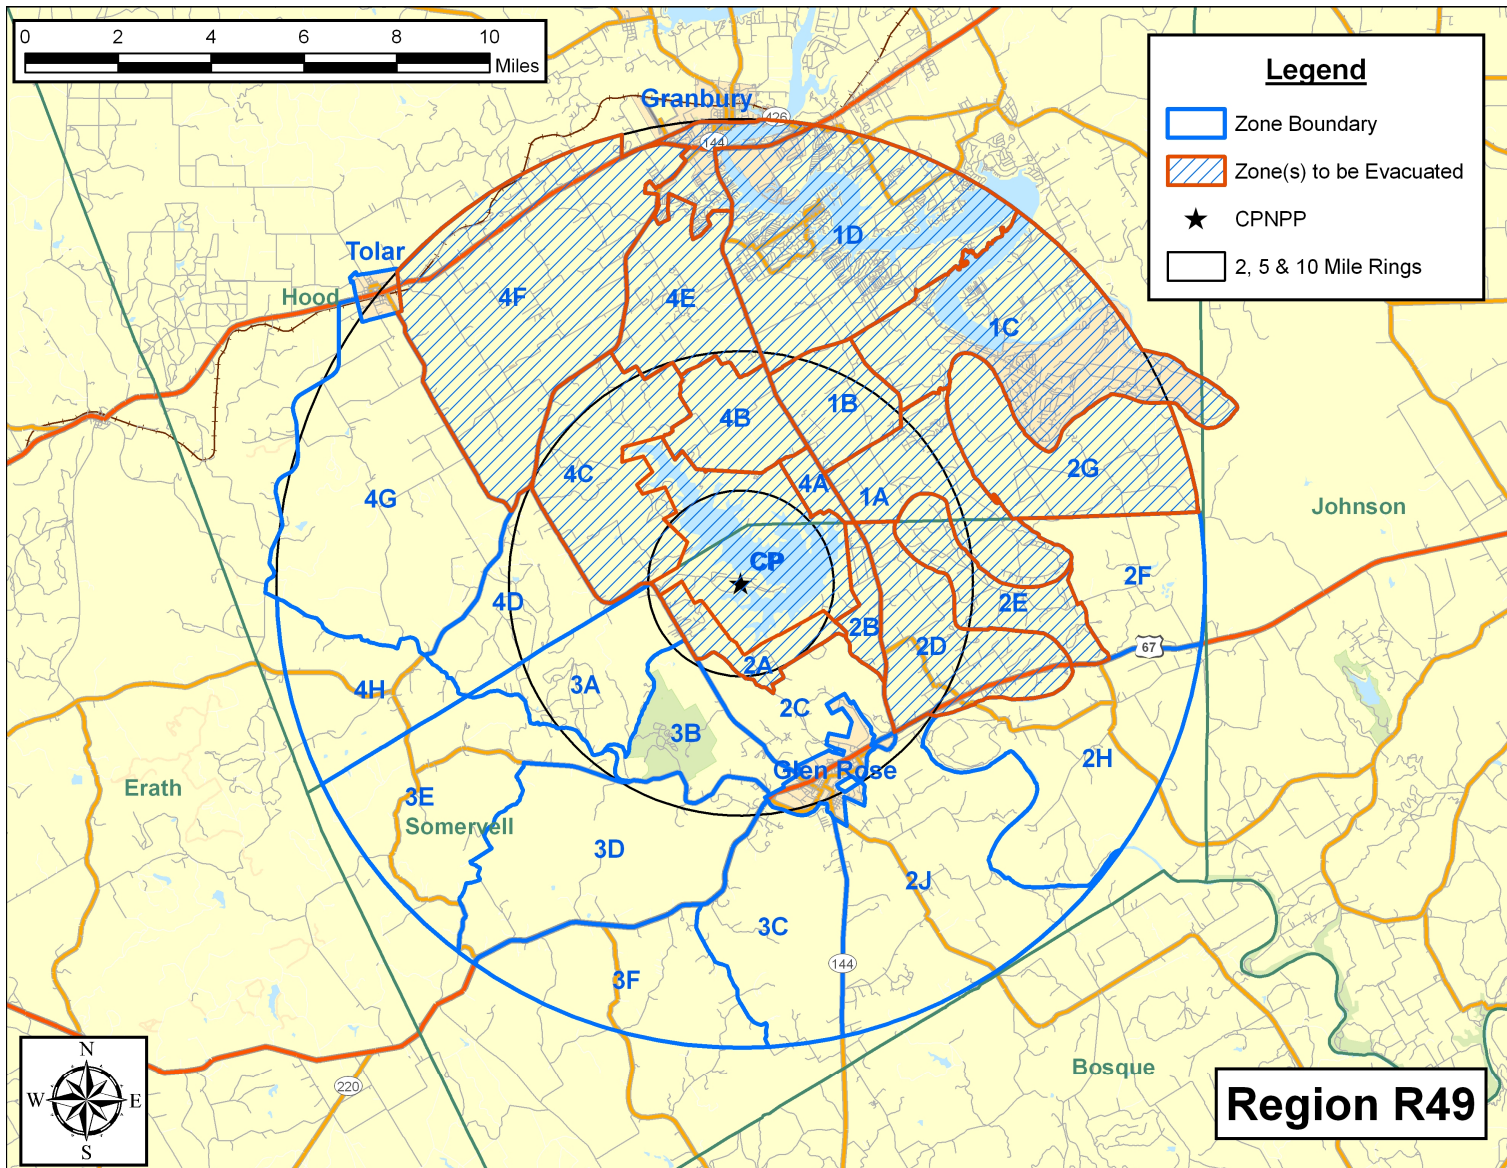 0 2 4 6 8 10
Miles
Legend
Zone Boundary
Zone(s) to be Evacuated
CPNPP
2, 5 & 10 Mile Rings
Granbury
426
144
Tolar
Hood
1D
4F
4E
1C
4B
1B
4C
4A
1A
2G
4G
Johnson
CP
2F
4D
2E
2B
2D
67
2A
3A
4H
2C
3B
2H
Glen Rose
Erath
3E
Somervell
3D
2J
3C
144
3F
Bosque
220
N
W E
S
Region R49